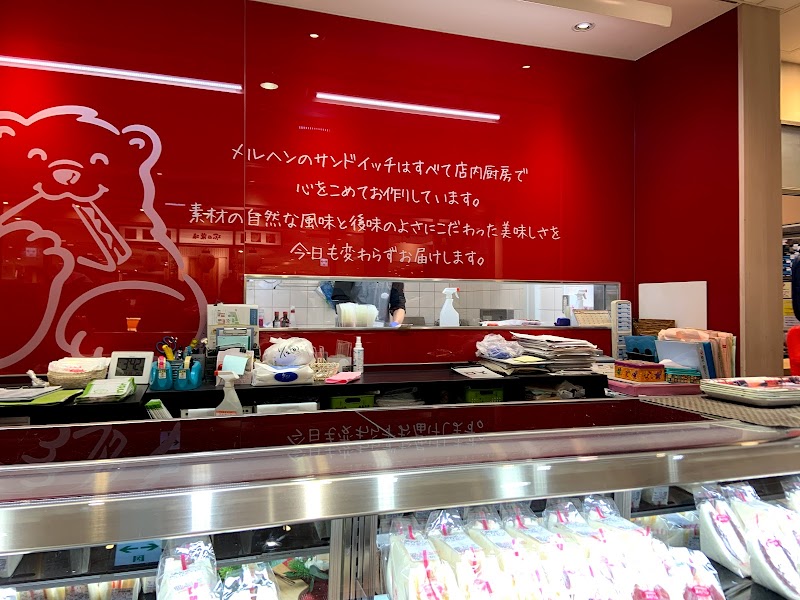 メルヘンのサンドイッチはすべて店内厨房で
心をこめてお作りしています。
素材の自然な風味と後味のよさにこだわった美味しさを
今日も変わらずお届けします。